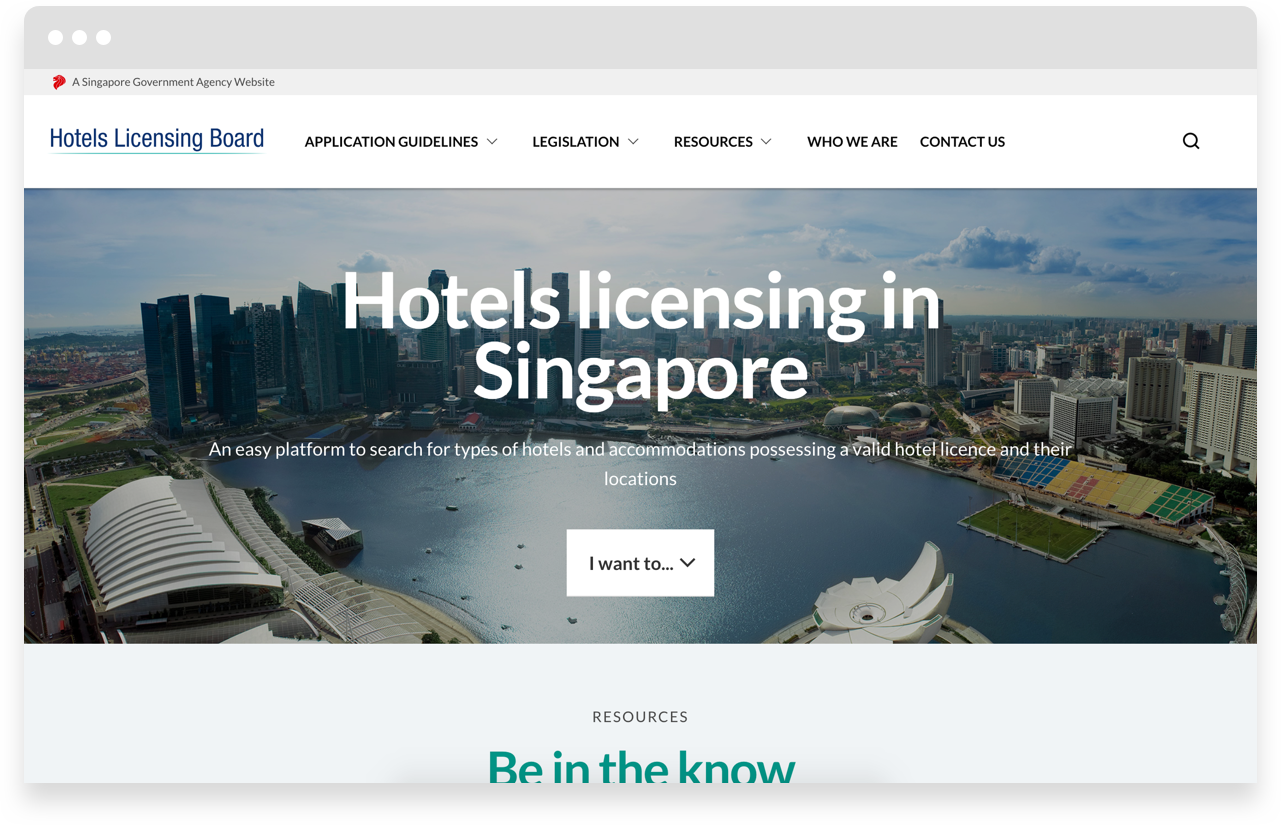 A Singapore Government Agency Website
Hotels Licensing Board
APPLICATION GUIDELINES
LEGISLATION
RESOURCES
WHO WE ARE
CONTACT US
Hotels licensing in
Singapore
An easy platform to search for types of hotels and accommodations possessing a valid hotel licence and their
locations
I want to...
RESOURCES
Be in the know